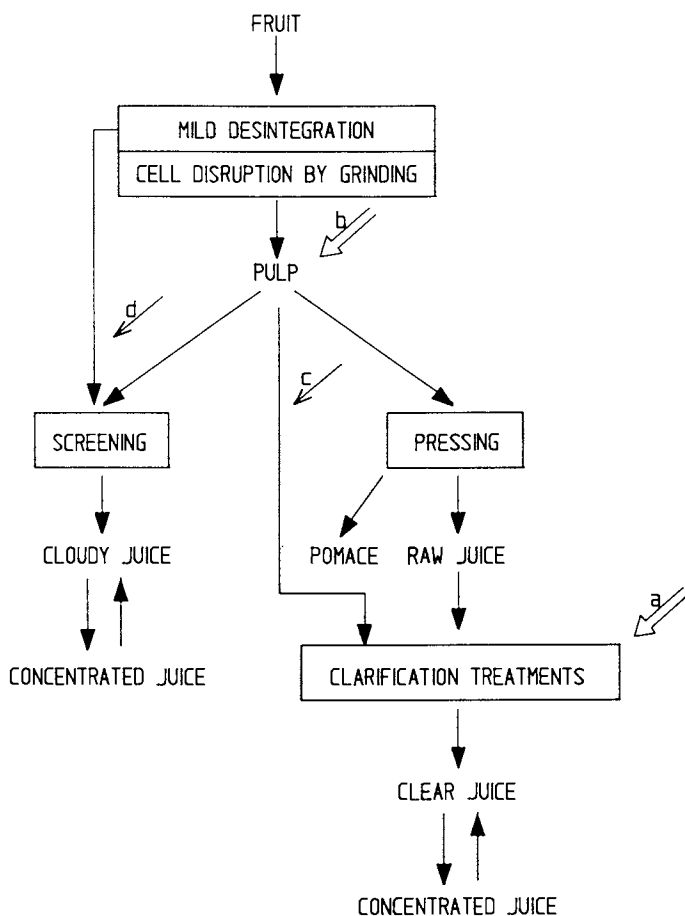 FRUIT
MILD DESINTEGRATION
CELL DISRUPTION BY GRINDING
b
PULP
d
c
SCREENING
PRESSING
CLOUDY JUICE
POMACE
RAW JUICE
a
CONCENTRATED JUICE
CLARIFICATION TREATMENTS
CLEAR JUICE
CONCENTRATED JUICE